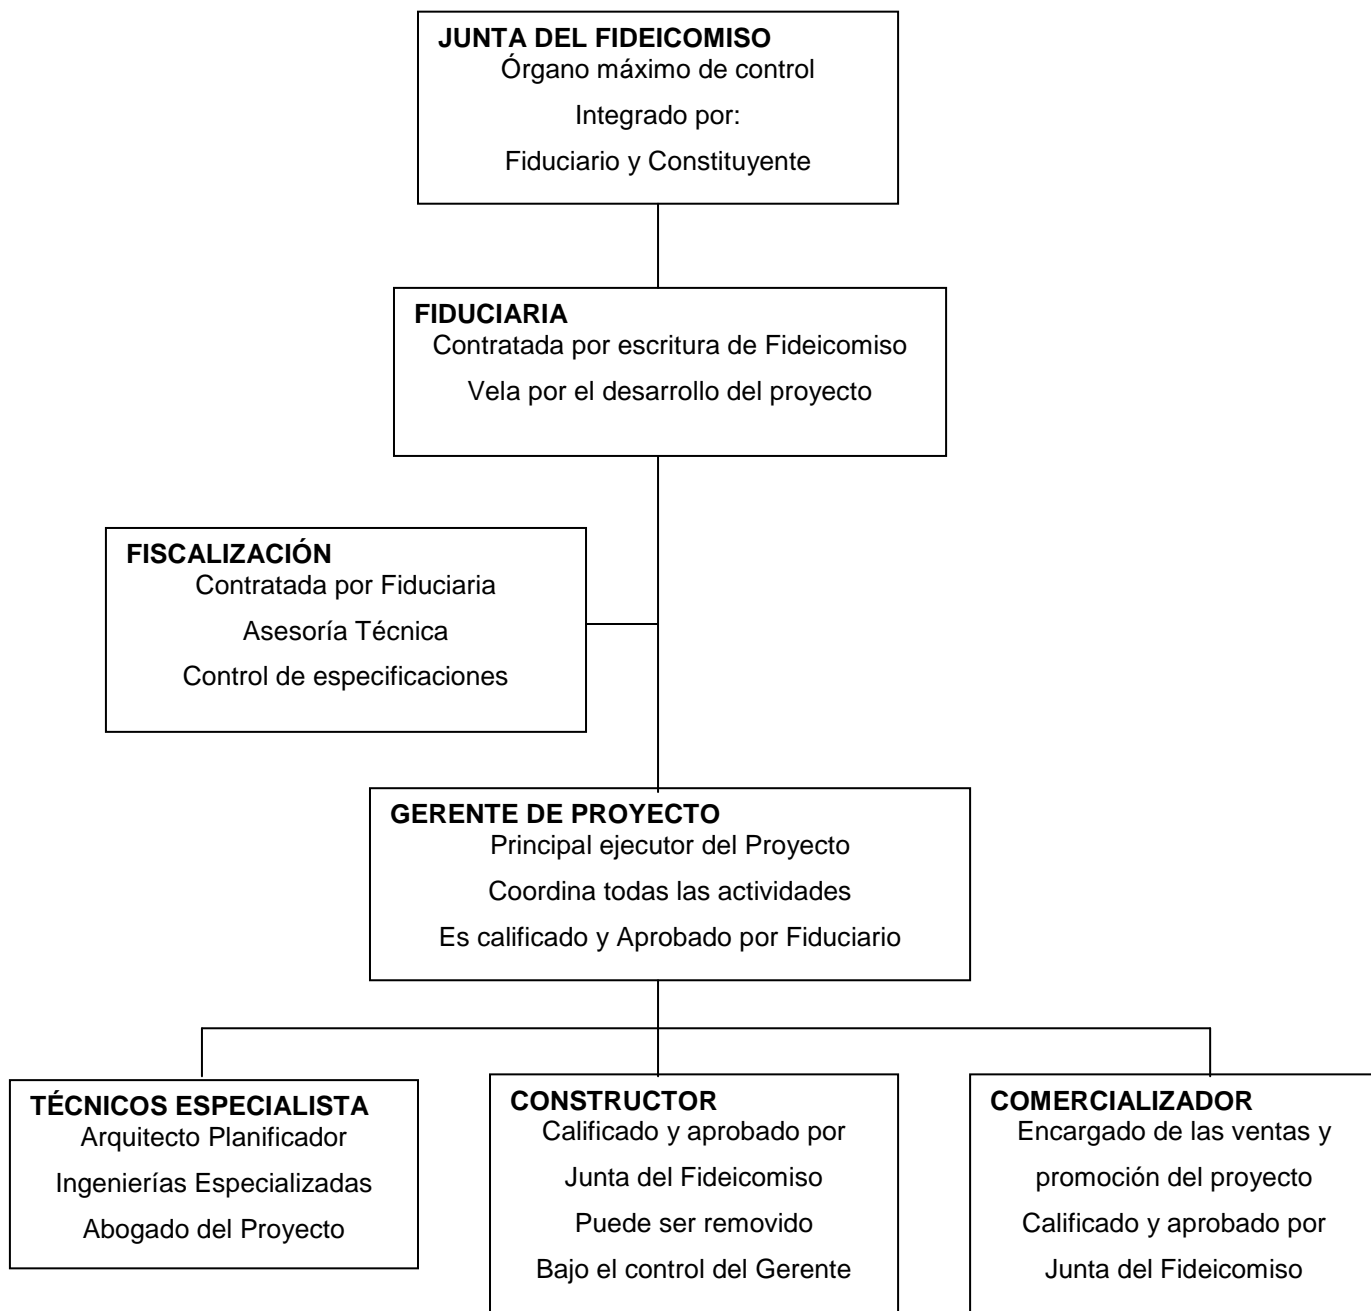 JUNTA DEL FIDEICOMISO
Órgano máximo de control
Integrado por:
Fiduciario y Constituyente
FIDUCIARIA
Contratada por escritura de Fideicomiso
Vela por el desarrollo del proyecto
FISCALIZACIÓN
Contratada por Fiduciaria
Asesoría Técnica
Control de especificaciones
GERENTE DE PROYECTO
Principal ejecutor del Proyecto
Coordina todas las actividades
Es calificado y Aprobado por Fiduciario
TÉCNICOS ESPECIALISTA
Arquitecto Planificador
Ingenierías Especializadas
Abogado del Proyecto
CONSTRUCTOR
Calificado y aprobado por
Junta del Fideicomiso
Puede ser removido
Bajo el control del Gerente
COMERCIALIZADOR
Encargado de las ventas y
promoción del proyecto
Calificado y aprobado por
Junta del Fideicomiso